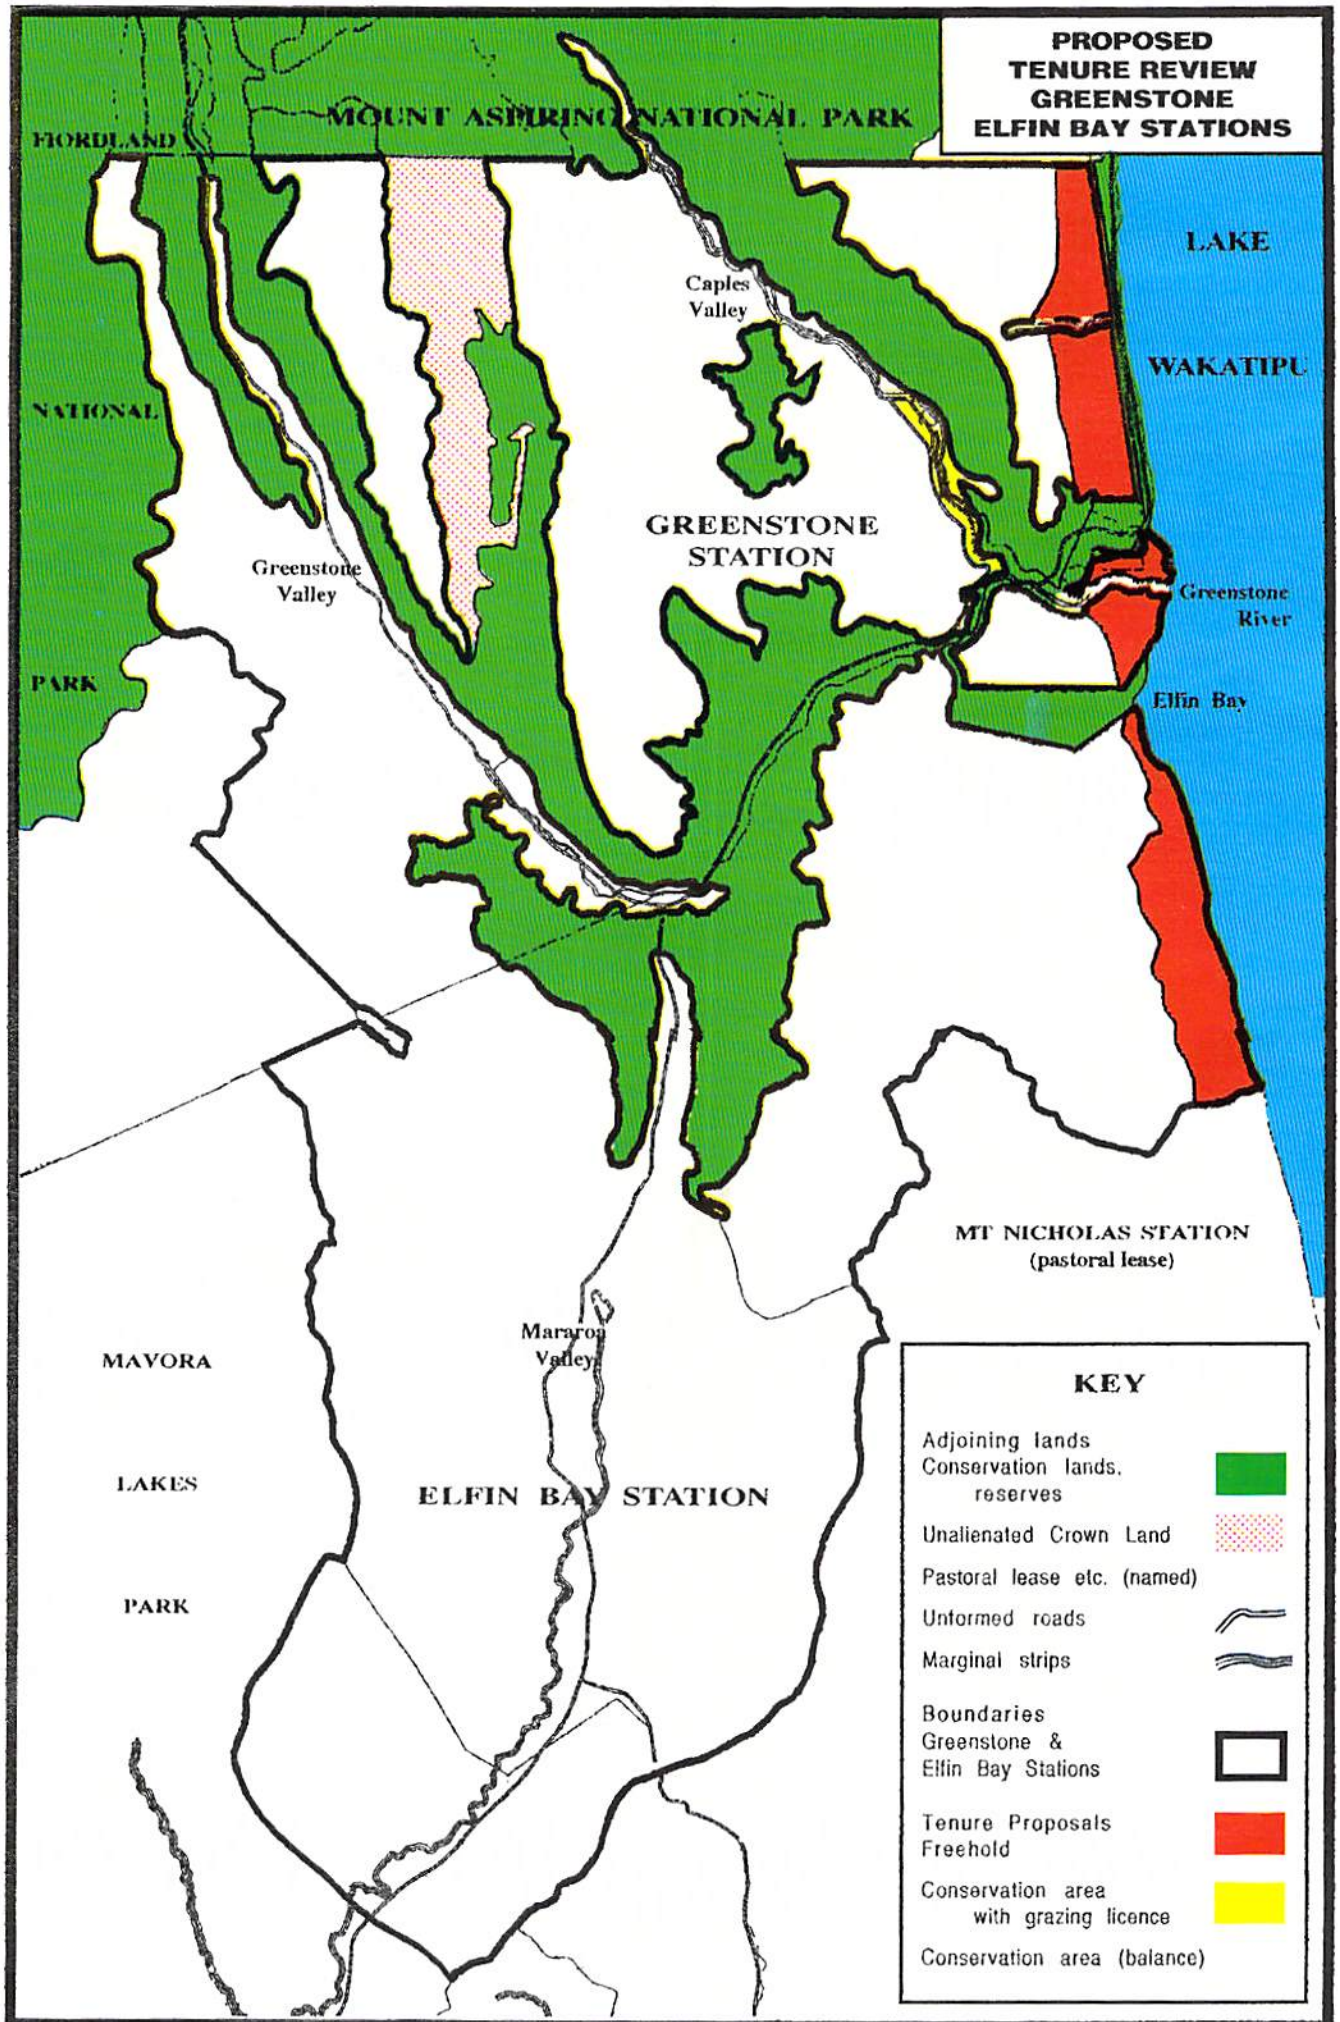 PROPOSED
TENURE REVIEW
GREENSTONE
ELFIN BAY STATIONS
MOUNT ASPIRING NATIONAL PARK
FIORDLAND
NATIONAL
PARK
LAKE
WAKATIPU
Caples
Valley
GREENSTONE
STATION
Greenstone
Valley
Greenstone
River
Elfin Bay
MT NICHOLAS STATION
(pastoral lease)
Mararoa
Valley
MAVORA
LAKES
PARK
ELFIN BAY STATION
KEY
Adjoining lands
Conservation lands.
reserves
Unalienated Crown Land
Pastoral lease etc. (named)
Unformed roads
Marginal strips
Boundaries
Greenstone &
Elfin Bay Stations
Tenure Proposals
Freehold
Conservation area
with grazing licence
Conservation area (balance)